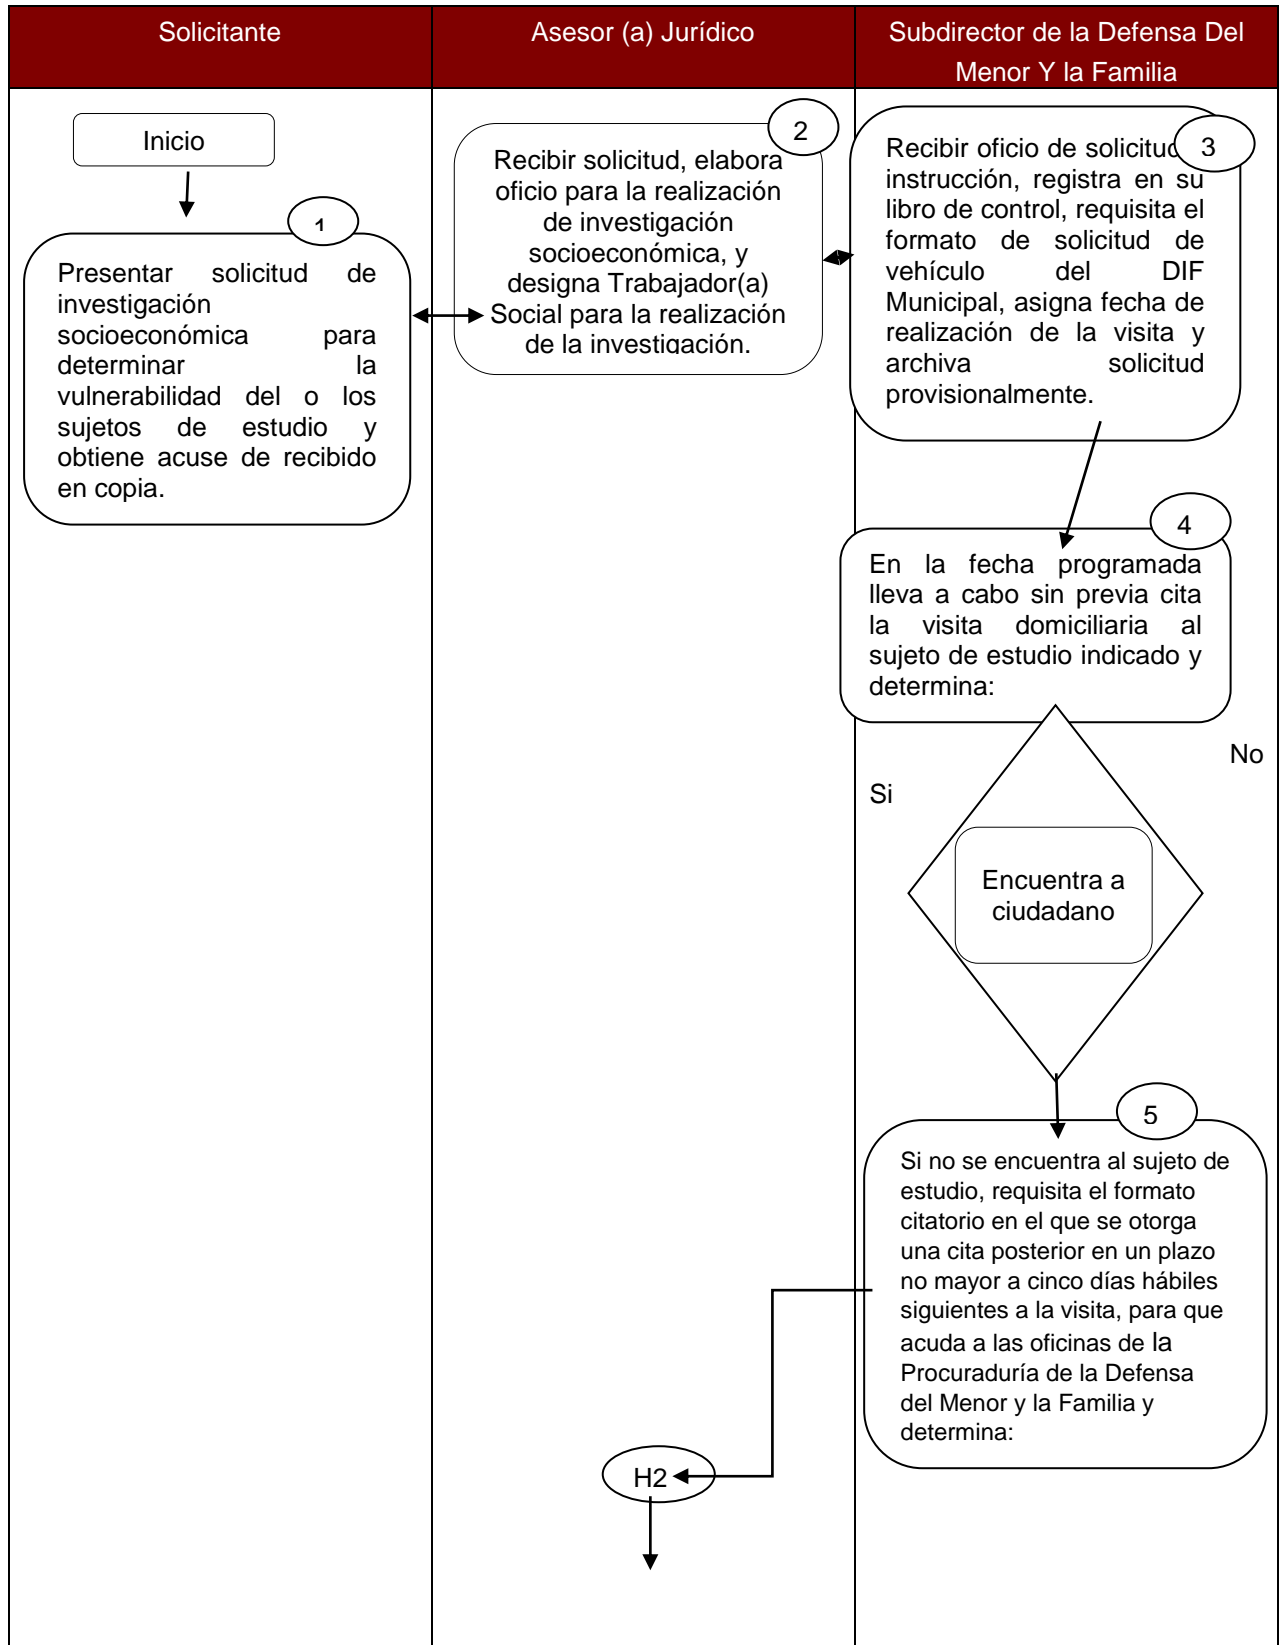 Solicitante
Asesor (a) Jurídico
Subdirector de la Defensa Del
Menor Y la Familia
Inicio
1
Presentar solicitud de
investigación
socioeconómica para
determinar la
vulnerabilidad del o los
sujetos de estudio y
obtiene acuse de recibido
en copia.
2
Recibir solicitud, elabora
oficio para la realización
de investigación
socioeconómica, y
designa Trabajador(a)
Social para la realización
de la investigación.
3
Recibir oficio de solicitud
instrucción, registra en su
libro de control, requisita el
formato de solicitud de
vehículo del DIF
Municipal, asigna fecha de
realización de la visita y
archiva solicitud
provisionalmente.
4
En la fecha programada
lleva a cabo sin previa cita
la visita domiciliaria al
sujeto de estudio indicado y
determina:
No
Si
Encuentra a
ciudadano
5
Si no se encuentra al sujeto de
estudio, requisita el formato
citatorio en el que se otorga
una cita posterior en un plazo
no mayor a cinco días hábiles
siguientes a la visita, para que
acuda a las oficinas de la
Procuraduría de la Defensa
del Menor y la Familia y
determina:
H2